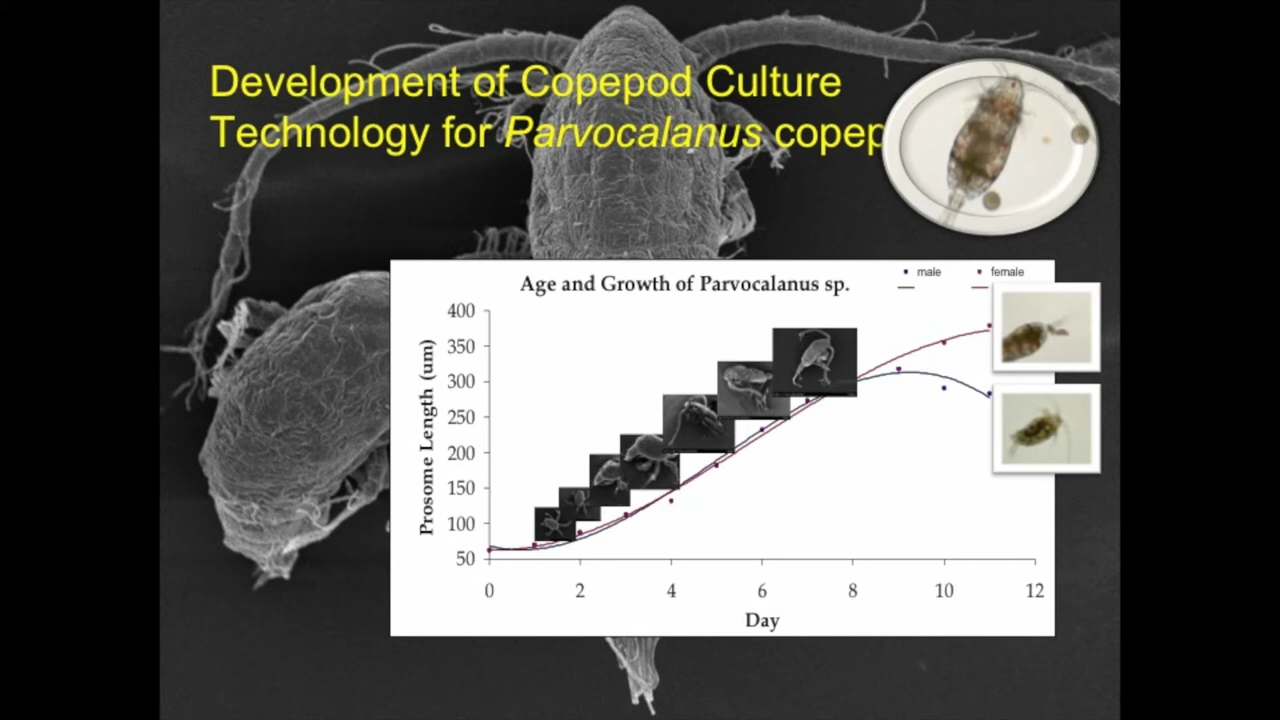 Development of Copepod Culture
Technology for Parvocalanus copep
Age and Growth of Parvocalanus sp.
male
female
Prosome Length (um)
400
350
300
250
200
150
100
50
0
2
4
6
8
10
12
Day